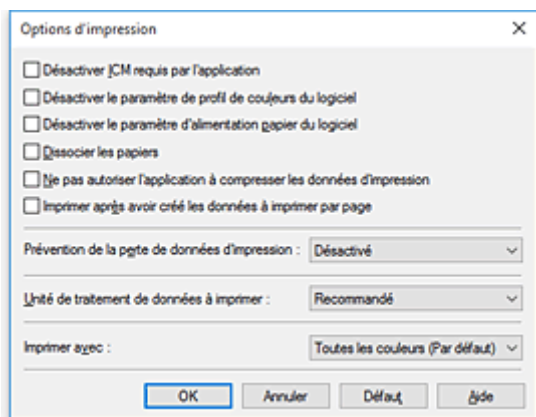 Options d'impression
Désactiver ICM requis par l'application
Désactiver le paramètre de profil de couleurs du logiciel
Désactiver le paramètre d'alimentation papier du logiciel
Dissocier les papiers
Ne pas autoriser l'application à compresser les données d'impression
Imprimer après avoir créé les données à imprimer par page
Prévention de la perte de données d'impression : Désactivé
Unité de traitement de données à imprimer : Recommandé
Imprimer avec : Toutes les couleurs (Par défaut)
OK Annuler Défaut Aide